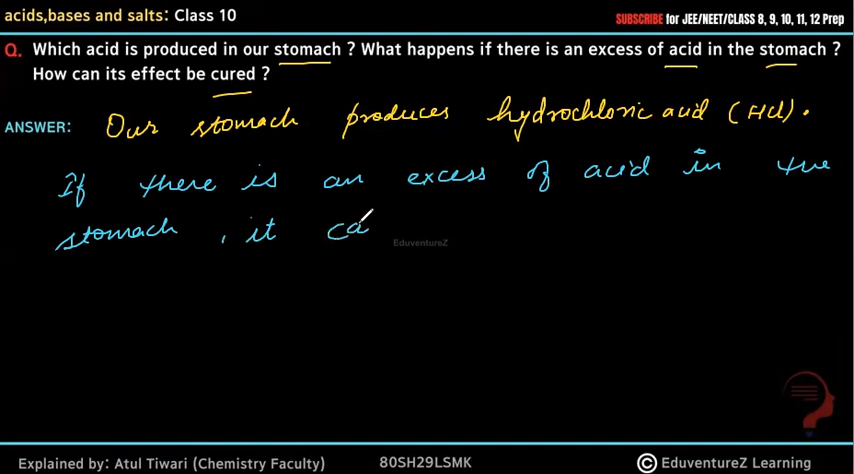 acids,bases and salts: Class 10
SUBSCRIBE for JEE/NEET/CLASS 8, 9, 10, 11, 12 Prep
Q. Which acid is produced in our stomach ? What happens if there is an excess of acid in the stomach ?
How can its effect be cured ?
ANSWER: Our stomach produces hydrochloric acid (HCl).
If there is an excess of acid in the
stomach, it ca
EduventureZ
Explained by: Atul Tiwari (Chemistry Faculty) 80SH29LSMK © EduventureZ Learning